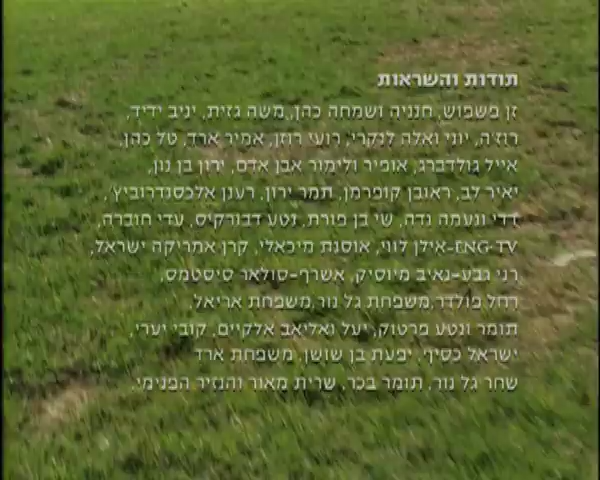 תודות והשראות
זן פשפוש, חנניה ושמחה כהן, משה גזית, יניב ידיד,
רוז'ה, יוני ואלה לנקרי, רועי רוזן, אמיר ארד, טל כהן,
אייל גולדברג, אופיר ולימור אבן אדם, ירון בן נון,
יאיר לב, ראובן קופרמן, תמר ירון, רענן אלכסנדרוביץ',
דדי ונעמה נדה, שי בן פורת, נטע דבורקיס, עדי חוברה,
ENG-TV-אילן לווי, אוסנת מיכאלי, קרן אמריקה ישראל,
רני גבע-נאיב מיוסיק, אשרף-סולאר סיסטמס,
רחל פולדר, משפחת גל נור, משפחת אריאל,
תומר ונטע פרטוק, יעל ואליאב אלקיים, קובי יערי,
ישראל כסיף, יפעת בן שושן, משפחת ארד
שחר גל נור, תומר בכר, שרית מאור והנזיר הפנימי.